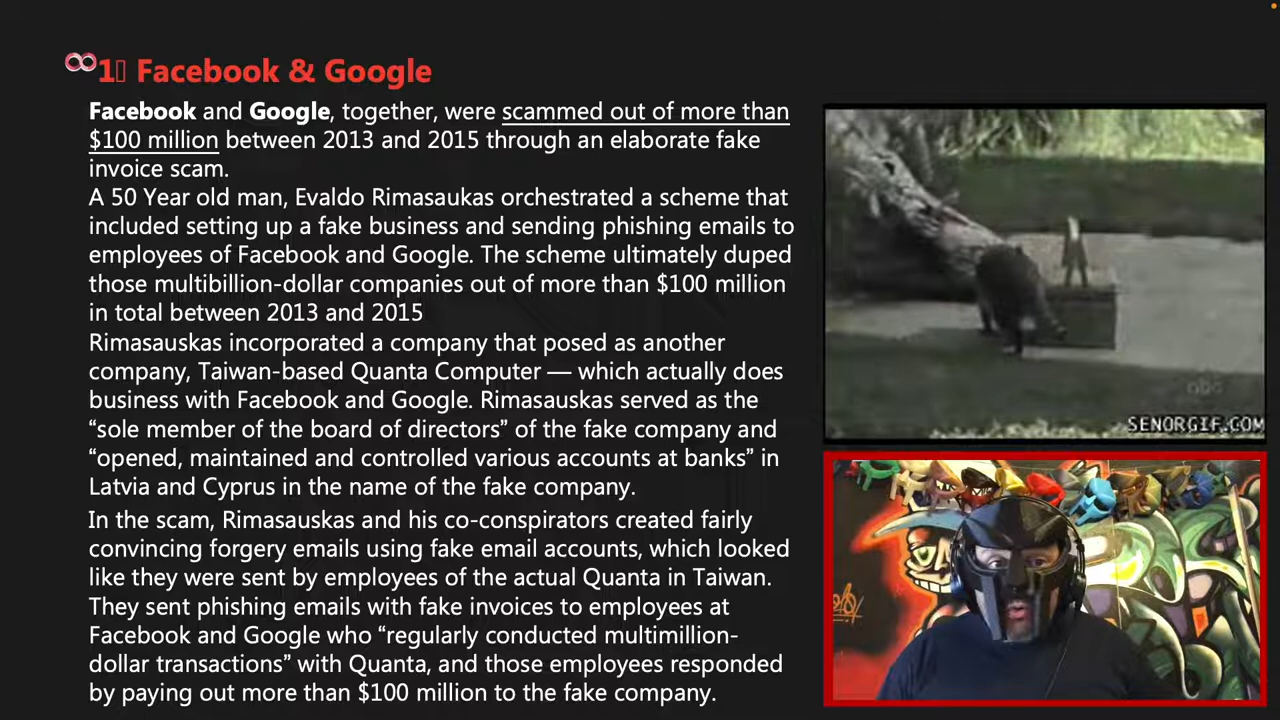 1 Facebook & Google
Facebook and Google, together, were scammed out of more than
$100 million between 2013 and 2015 through an elaborate fake
invoice scam.
A 50 Year old man, Evaldo Rimasaukas orchestrated a scheme that
included setting up a fake business and sending phishing emails to
employees of Facebook and Google. The scheme ultimately duped
those multibillion-dollar companies out of more than $100 million
in total between 2013 and 2015
Rimasauskas incorporated a company that posed as another
company, Taiwan-based Quanta Computer — which actually does
business with Facebook and Google. Rimasauskas served as the
“sole member of the board of directors” of the fake company and
“opened, maintained and controlled various accounts at banks” in
Latvia and Cyprus in the name of the fake company.
In the scam, Rimasauskas and his co-conspirators created fairly
convincing forgery emails using fake email accounts, which looked
like they were sent by employees of the actual Quanta in Taiwan.
They sent phishing emails with fake invoices to employees at
Facebook and Google who “regularly conducted multimillion-
dollar transactions” with Quanta, and those employees responded
by paying out more than $100 million to the fake company.
nbc
SENORGIF.COM